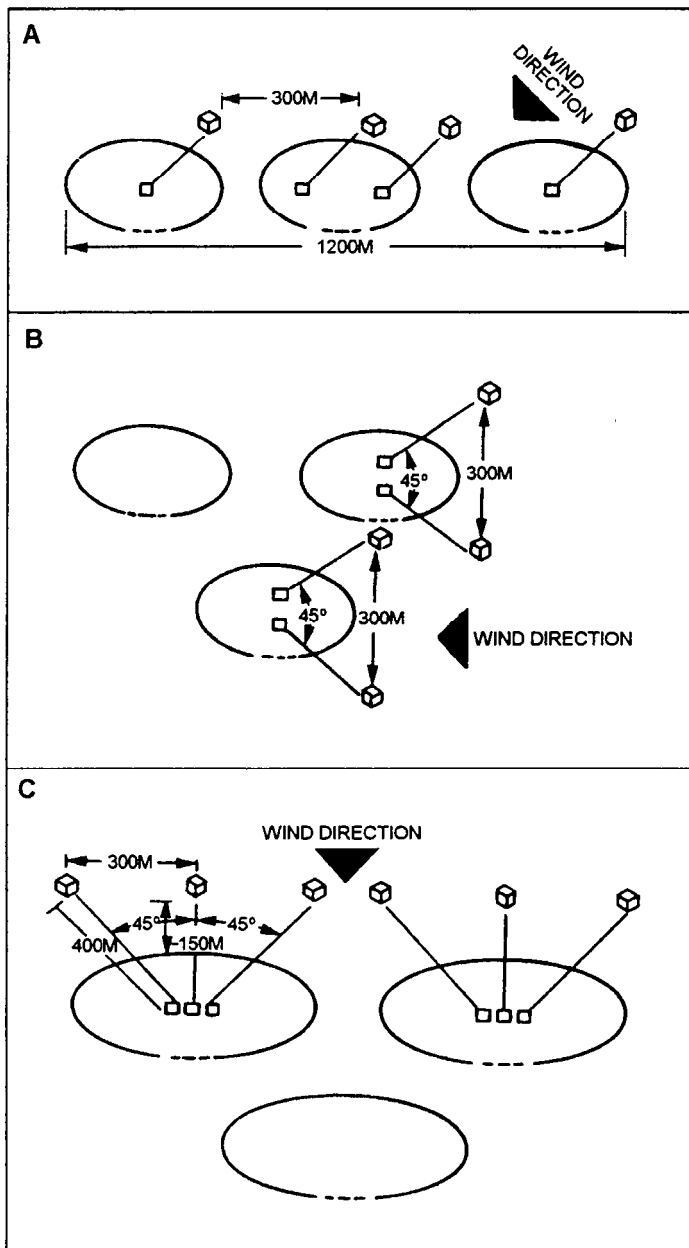 A
WIND
DIRECTION
300M
1200M
B
45°
300M
45°
300M
WIND DIRECTION
C
WIND DIRECTION
300M
45°
45°
400M
150M